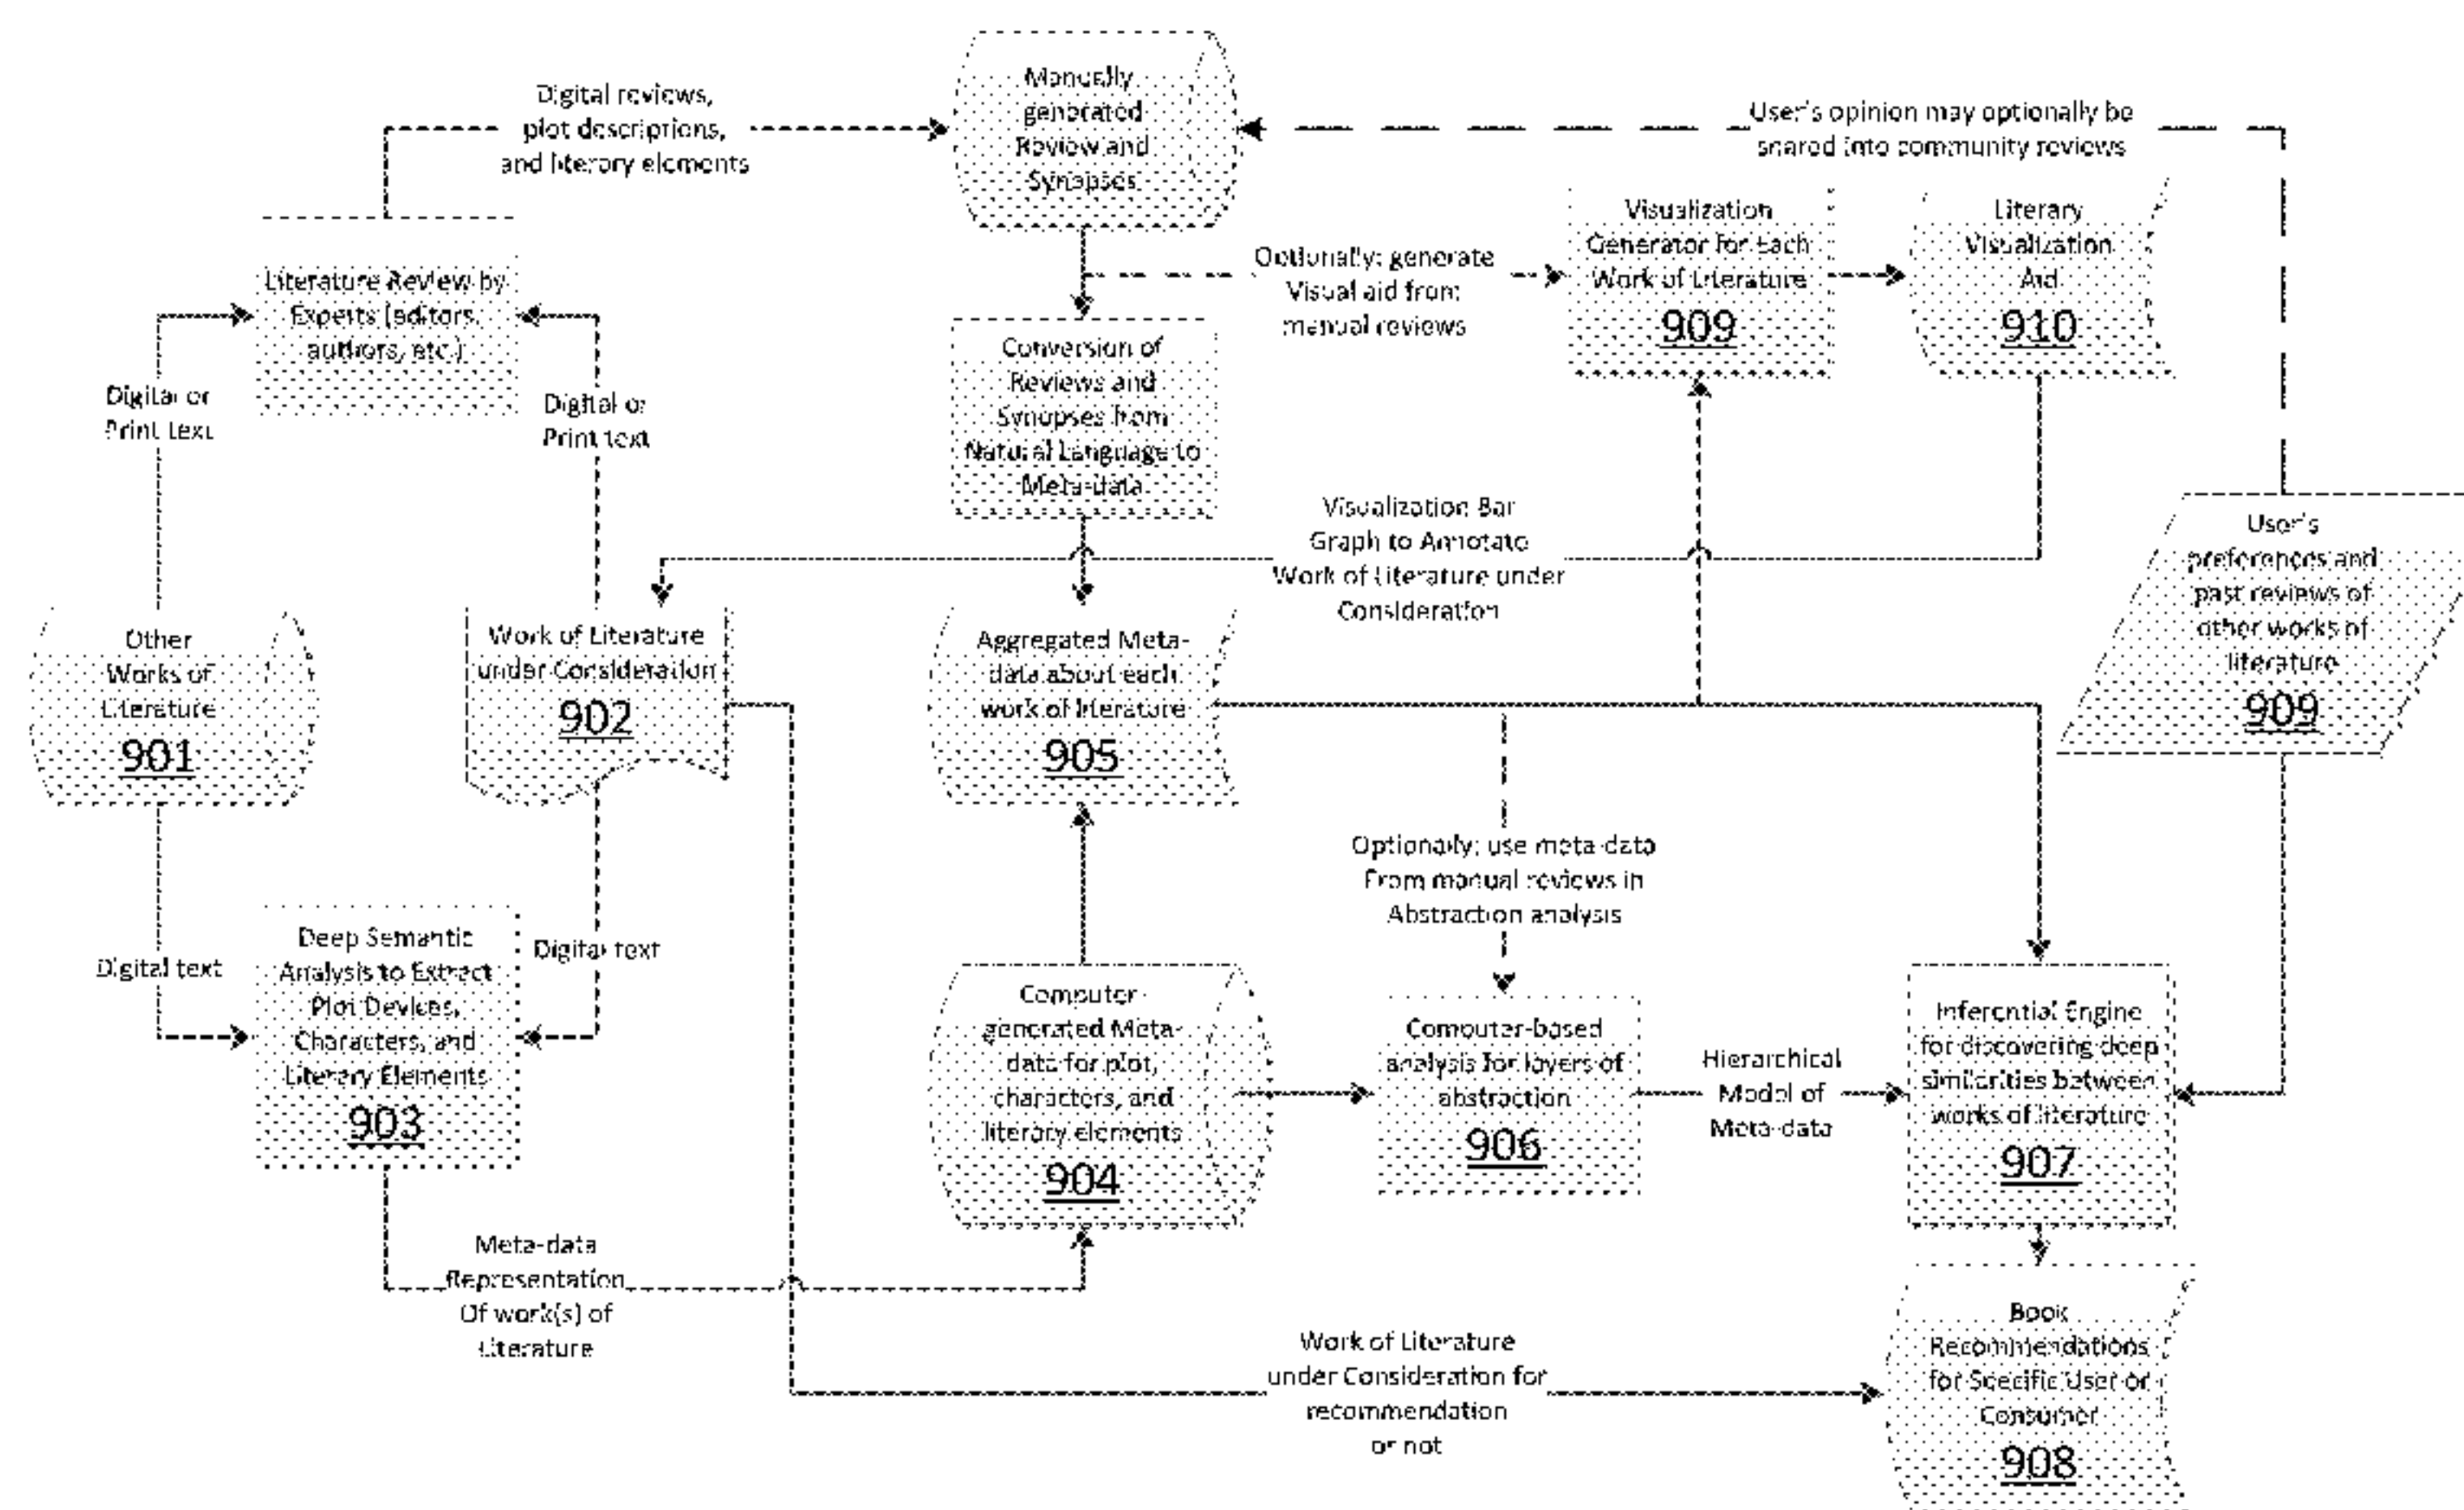 Manually
generated
Review and
Synopses
Digital reviews,
plot descriptions,
and literary elements
User's opinion may optionally be
shared into community reviews
Visualization
Generator for Each
Work of Literature
909
Literary
Visualization
Aid
910
Optionally: generate
Visual aid from
manual reviews
Literature Review by
Experts (editors,
authors, etc.)
Conversion of
Reviews and
Synopses from
Natural Language to
Meta-data
Digital or
Print text
Digital or
Print text
Visualization Bar
Graph to Annotate
Work of Literature under
Consideration
User's
preferences and
past reviews of
other works of
literature
909
Other
Works of
Literature
901
Work of Literature
under Consideration
902
Aggregated Meta-
data about each
work of literature
905
Optionally: use meta-data
From manual reviews in
Abstraction analysis
Digital text
Deep Semantic
Analysis to Extract
Plot Devices,
Characters, and
Literary Elements
903
Digital text
Computer-
generated Meta-
data for plot,
characters, and
literary elements
904
Computer-based
analysis for layers of
abstraction
906
Hierarchical
Model of
Meta-data
Inferential Engine
for discovering deep
similarities between
works of literature
907
Meta-data
Representation
Of work(s) of
Literature
Work of Literature
under Consideration for
recommendation
or not
Book
Recommendations
for Specific User or
Consumer
908